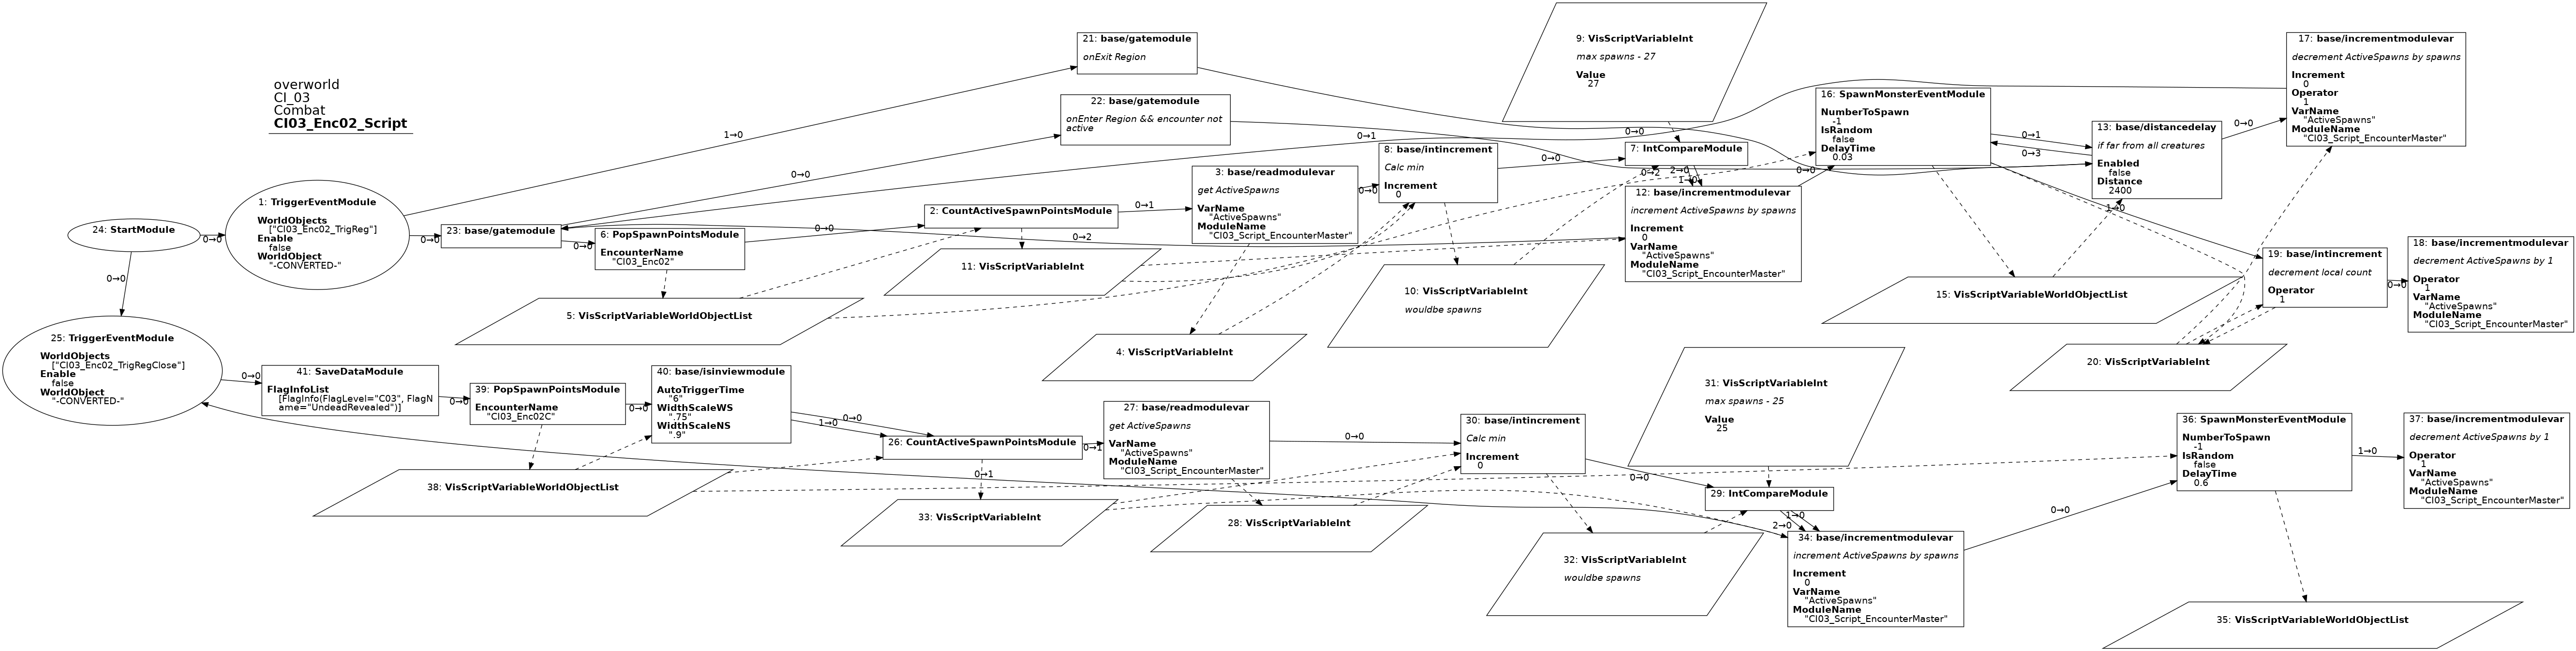 overworld
CI_03
Combat
CI03_Enc02_Script
24: StartModule
0→0
0→0
1: TriggerEventModule
WorldObjects
["CI03_Enc02_TrigReg"]
Enable
false
WorldObject
"-CONVERTED-"
1→0
0→0
25: TriggerEventModule
WorldObjects
["CI03_Enc02_TrigRegClose"]
Enable
false
WorldObject
"-CONVERTED-"
0→0
23: base/gatemodule
0→0
0→0
21: base/gatemodule
onExit Region
22: base/gatemodule
onEnter Region && encounter not
active
0→0
0→1
6: PopSpawnPointsModule
EncounterName
"CI03_Enc02"
0→0
5: VisScriptVariableWorldObjectList
2: CountActiveSpawnPointsModule
0→1
0→2
11: VisScriptVariableInt
3: base/readmodulevar
get ActiveSpawns
VarName
"ActiveSpawns"
ModuleName
"CI03_Script_EncounterMaster"
0→0
4: VisScriptVariableInt
8: base/intincrement
Calc min
Increment
0
0→0
10: VisScriptVariableInt
wouldbe spawns
9: VisScriptVariableInt
max spawns - 27
Value
27
7: IntCompareModule
0→2
2→0
1→0
12: base/incrementmodulevar
increment ActiveSpawns by spawns
Increment
0
VarName
"ActiveSpawns"
ModuleName
"CI03_Script_EncounterMaster"
0→0
16: SpawnMonsterEventModule
NumberToSpawn
-1
IsRandom
false
DelayTime
0.03
0→1
0→3
1→0
15: VisScriptVariableWorldObjectList
13: base/distancedelay
if far from all creatures
Enabled
false
Distance
2400
0→0
17: base/incrementmodulevar
decrement ActiveSpawns by spawns
Increment
0
Operator
1
VarName
"ActiveSpawns"
ModuleName
"CI03_Script_EncounterMaster"
19: base/intincrement
decrement local count
Operator
1
0→0
18: base/incrementmodulevar
decrement ActiveSpawns by 1
Operator
1
VarName
"ActiveSpawns"
ModuleName
"CI03_Script_EncounterMaster"
20: VisScriptVariableInt
41: SaveDataModule
FlagInfoList
[FlagInfo(FlagLevel="C03", FlagN
ame="UndeadRevealed")]
0→0
39: PopSpawnPointsModule
EncounterName
"CI03_Enc02C"
0→0
38: VisScriptVariableWorldObjectList
40: base/isinviewmodule
AutoTriggerTime
"6"
WidthScaleWS
".75"
WidthScaleNS
".9"
0→0
1→0
26: CountActiveSpawnPointsModule
0→1
0→1
33: VisScriptVariableInt
27: base/readmodulevar
get ActiveSpawns
VarName
"ActiveSpawns"
ModuleName
"CI03_Script_EncounterMaster"
0→0
28: VisScriptVariableInt
30: base/intincrement
Calc min
Increment
0
0→0
32: VisScriptVariableInt
wouldbe spawns
31: VisScriptVariableInt
max spawns - 25
Value
25
29: IntCompareModule
1→0
2→0
34: base/incrementmodulevar
increment ActiveSpawns by spawns
Increment
0
VarName
"ActiveSpawns"
ModuleName
"CI03_Script_EncounterMaster"
0→0
36: SpawnMonsterEventModule
NumberToSpawn
-1
IsRandom
false
DelayTime
0.6
1→0
35: VisScriptVariableWorldObjectList
37: base/incrementmodulevar
decrement ActiveSpawns by 1
Operator
1
VarName
"ActiveSpawns"
ModuleName
"CI03_Script_EncounterMaster"